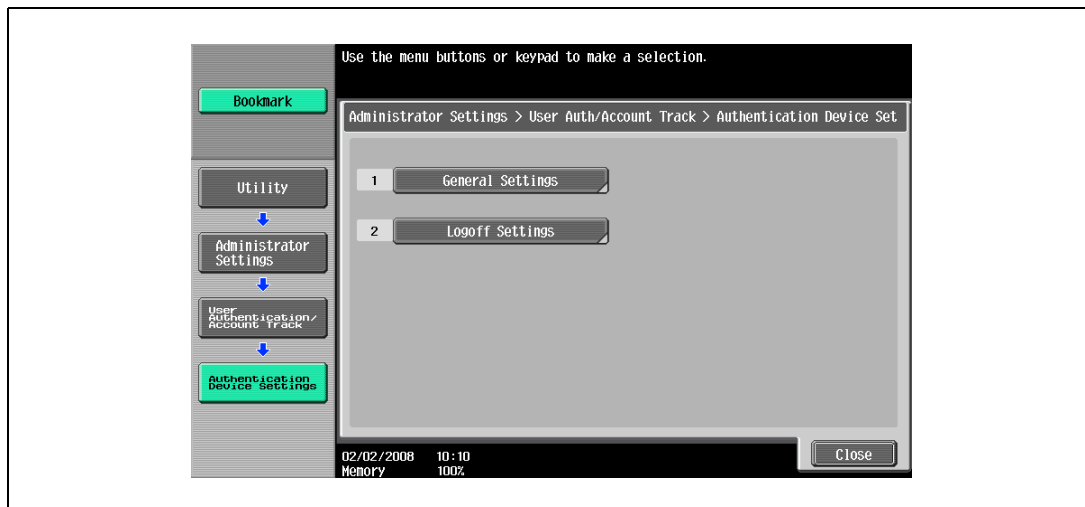 Use the menu buttons or keypad to make a selection.
Bookmark
Administrator Settings > User Auth/Account Track > Authentication Device Set
Utility
Administrator
Settings
User
Authentication/
Account Track
Authentication
Device Settings
1 General Settings
2 Logoff Settings
02/02/2008 10:10
Memory 100%
Close